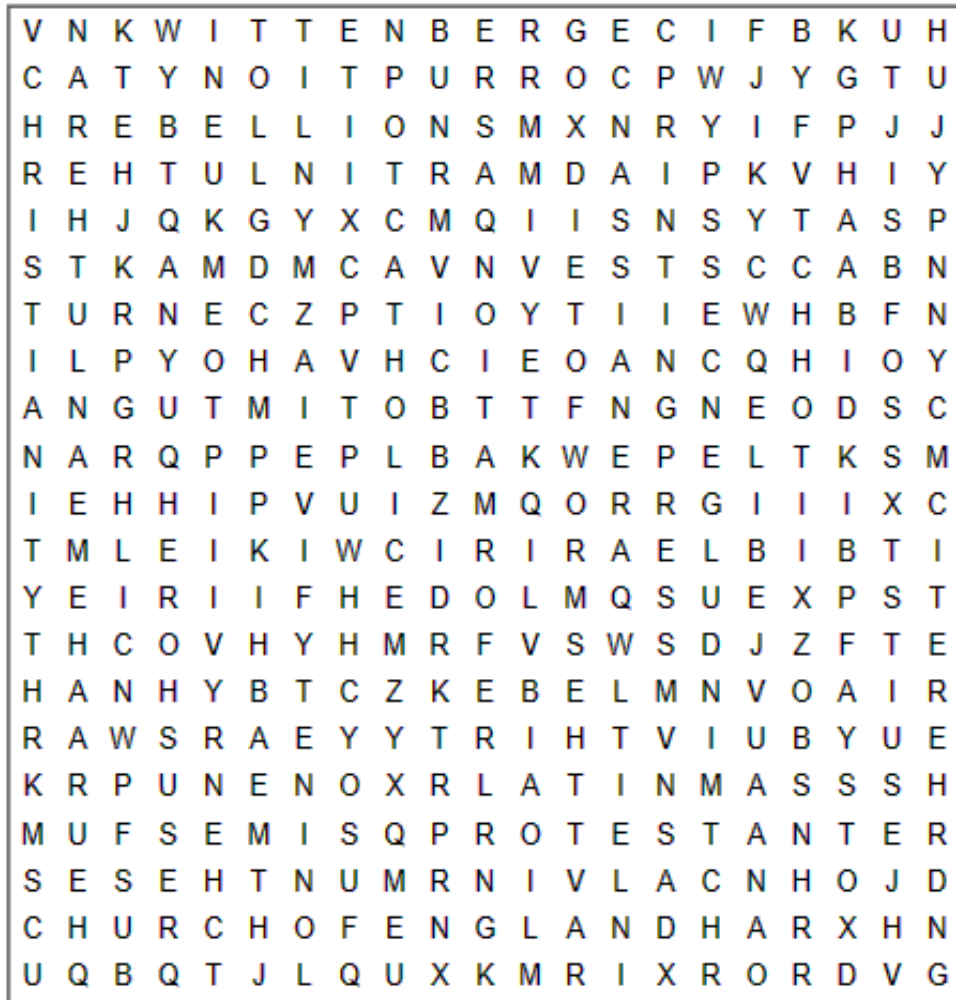 V N K W I T T E N B E R G E C I F B K U H
C A T Y N O I T P U R R O C P W J Y G T U
H R E B E L L I O N S M X N R Y I F P J J
R E H T U L N I T R A M D A I P K V H I Y
I H J Q K G Y X C M Q I I S N S Y T A S P
S T K A M D M C A V N V E S T S C C A B N
T U R N E C Z P T I O Y T I I E W H B F N
I L P Y O H A V H C I E O A N C Q H I O Y
A N G U T M I T O B T T F N G N E O D S C
N A R Q P P E P L B A K W E P E L T K S M
I E H H I P V U I Z M Q O R R G I I I X C
T M L E I K I W C I R I R A E L B I B T I
Y E I R I I F H E D O L M Q S U E X P S T
T H C O V H Y H M R F V S W S D J Z F T E
H A N H Y B T C Z K E B E L M N V O A I R
R A W S R A E Y Y T R I H T V I U B Y U E
K R P U N E N O X R L A T I N M A S S S H
M U F S E M I S Q P R O T E S T A N T E R
S E S E H T N U M R N I V L A C N H O J D
C H U R C H O F E N G L A N D H A R X H N
U Q B Q T J L Q U X K M R I X R O R D V G